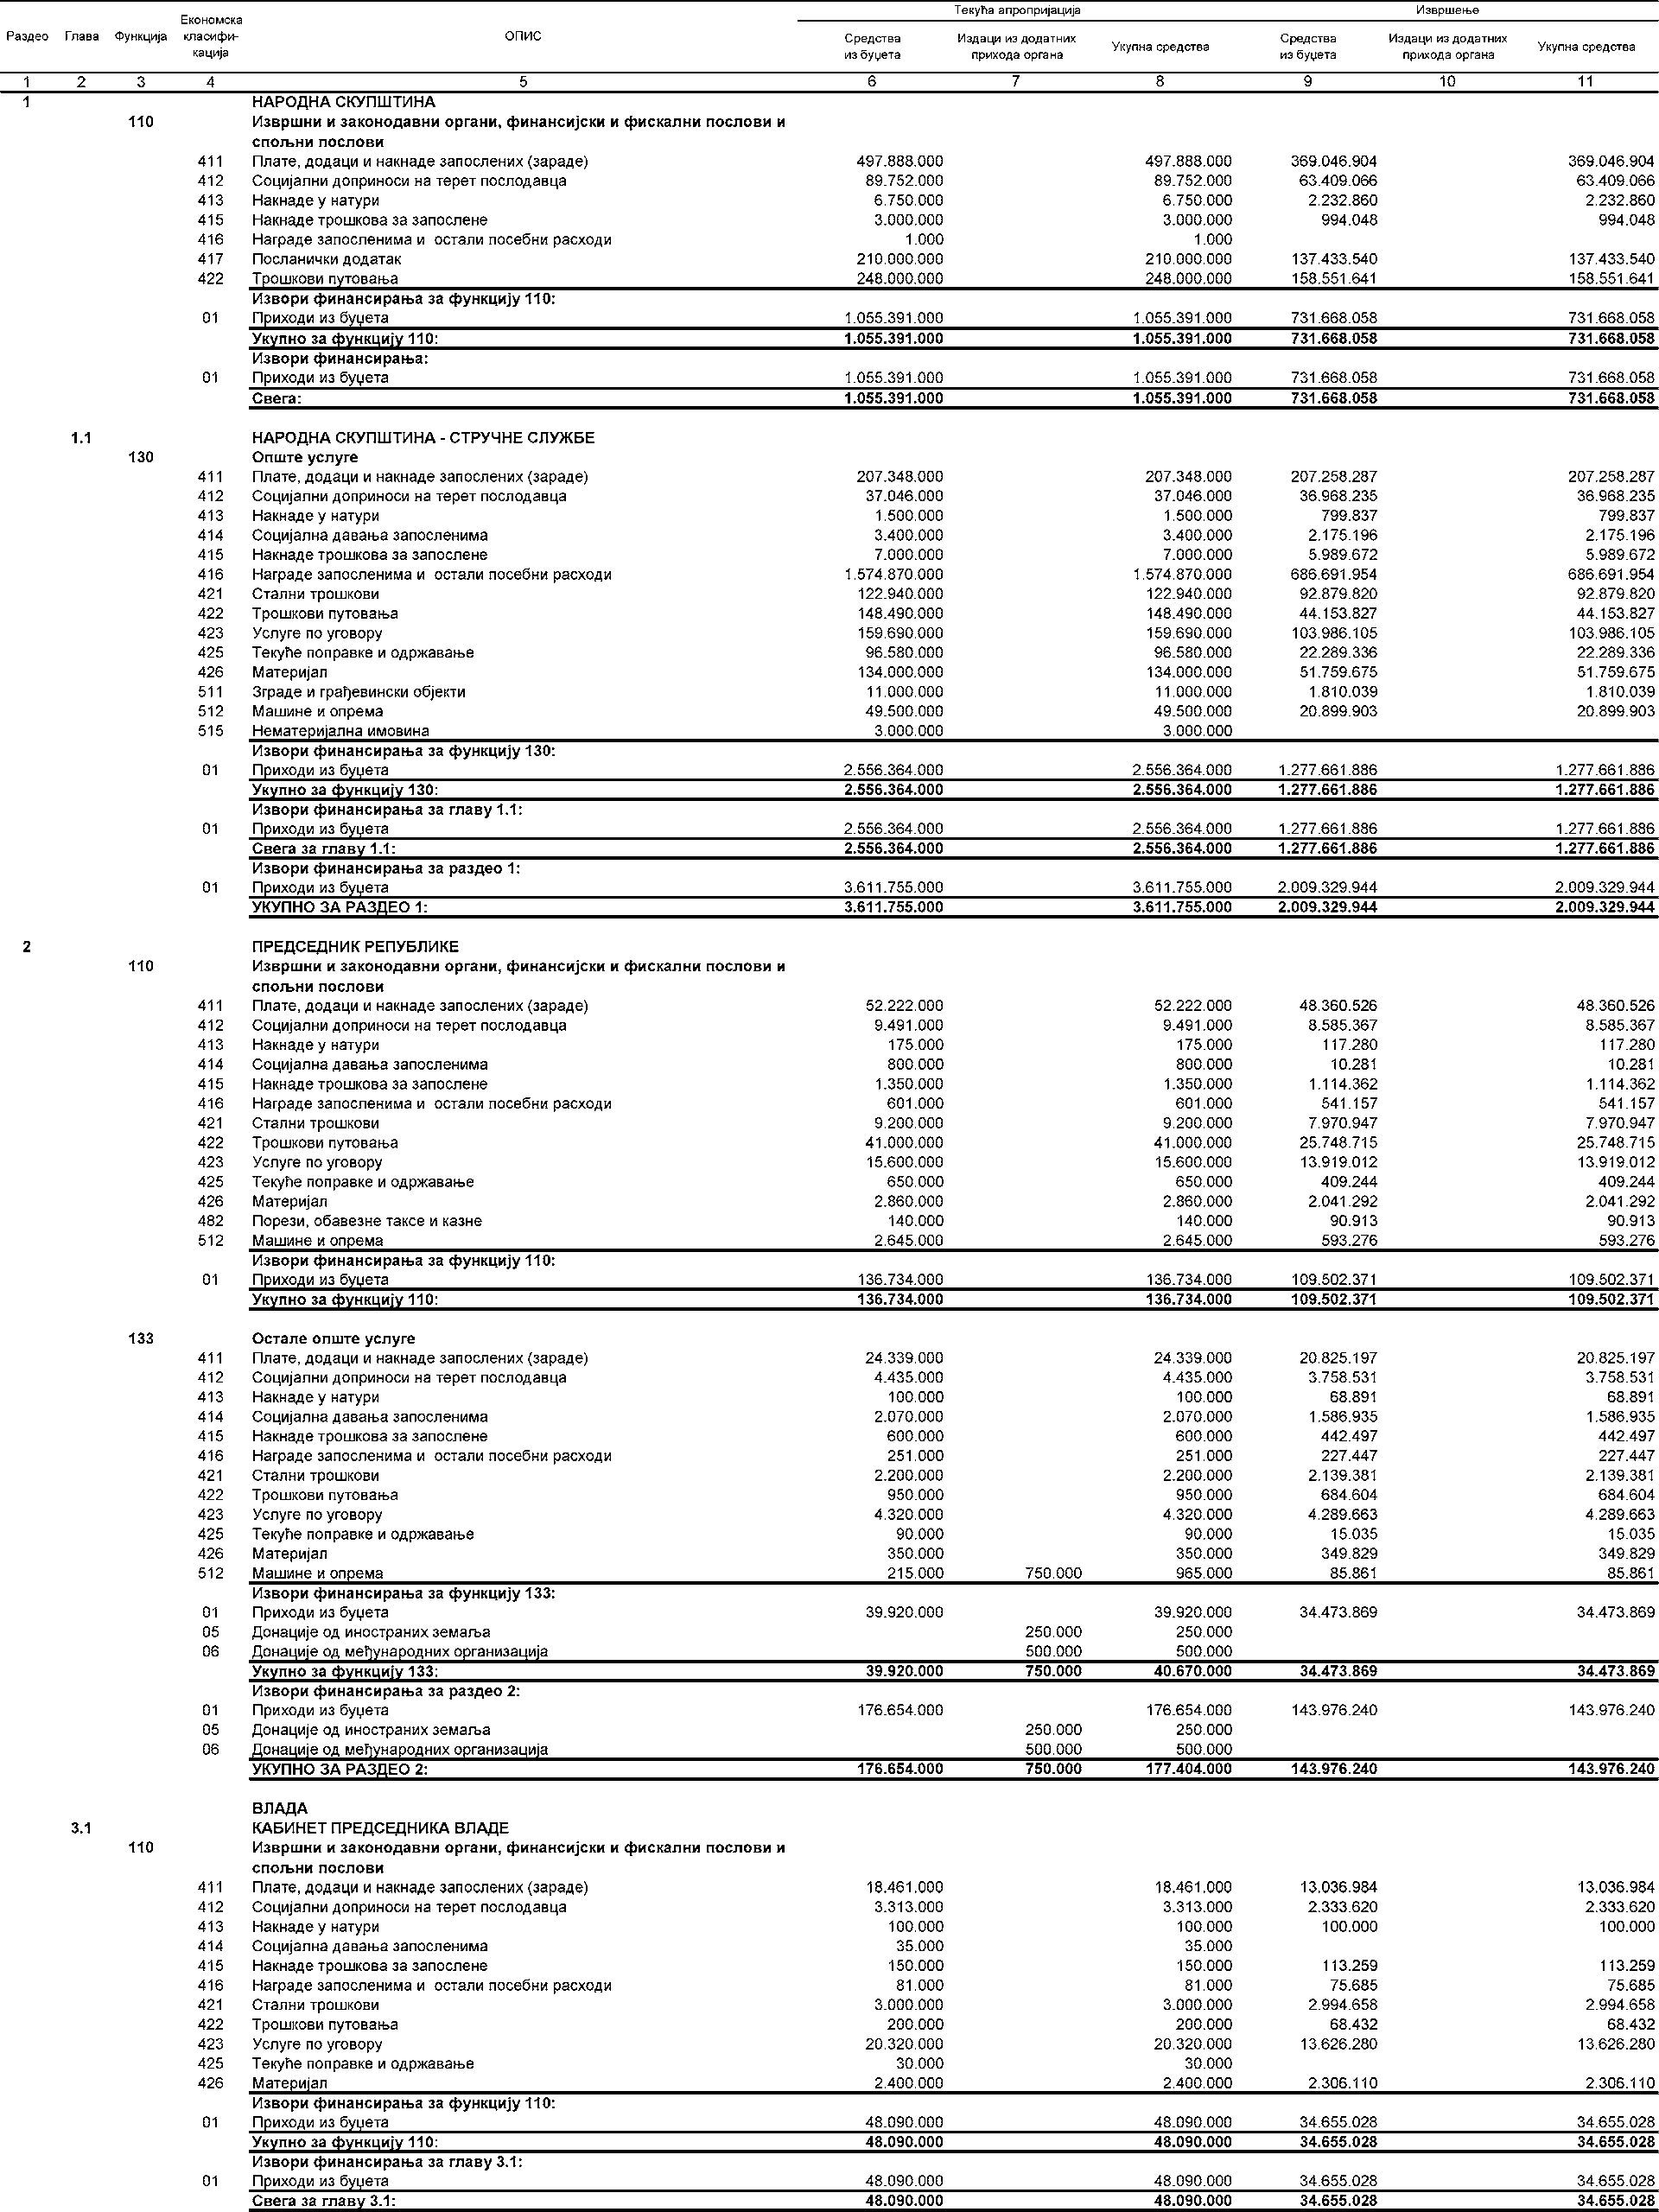 Текућа апропријација Извршење
Раздео Глава Функција Економска класифи-кација ОПИС Средства из буџета Издаци из додатних прихода органа Укупна средства Средства из буџета Издаци из додатних прихода органа Укупна средства
1 2 3 4 5 6 7 8 9 10 11
1 НАРОДНА СКУПШТИНА
110 Извршни и законодавни органи, финансијски и фискални послови и
спољни послови
411 Плате, додаци и накнаде запослених (зараде) 497.888.000 497.888.000 369.046.904 369.046.904
412 Социјални доприноси на терет послодавца 89.752.000 89.752.000 63.409.066 63.409.066
413 Накнаде у натури 6.750.000 6.750.000 2.232.860 2.232.860
415 Накнаде трошкова за запослене 3.000.000 3.000.000 994.048 994.048
416 Награде запосленима и остали посебни расходи 1.000 1.000
417 Посланички додатак 210.000.000 210.000.000 137.433.540 137.433.540
422 Трошкови путовања 248.000.000 248.000.000 158.551.641 158.551.641
Извори финансирања за функцију 110:
01 Приходи из буџета 1.055.391.000 1.055.391.000 731.668.058 731.668.058
Укупно за функцију 110: 1.055.391.000 1.055.391.000 731.668.058 731.668.058
Извори финансирања:
01 Приходи из буџета 1.055.391.000 1.055.391.000 731.668.058 731.668.058
Свега: 1.055.391.000 1.055.391.000 731.668.058 731.668.058
1.1 НАРОДНА СКУПШТИНА - СТРУЧНЕ СЛУЖБЕ
130 Опште услуге
411 Плате, додаци и накнаде запослених (зараде) 207.348.000 207.348.000 207.258.287 207.258.287
412 Социјални доприноси на терет послодавца 37.046.000 37.046.000 36.968.235 36.968.235
413 Накнаде у натури 1.500.000 1.500.000 799.837 799.837
414 Социјална давања запосленима 3.400.000 3.400.000 2.175.196 2.175.196
415 Накнаде трошкова за запослене 7.000.000 7.000.000 5.989.672 5.989.672
416 Награде запосленима и остали посебни расходи 1.574.870.000 1.574.870.000 686.691.954 686.691.954
421 Стални трошкови 122.940.000 122.940.000 92.879.820 92.879.820
422 Трошкови путовања 148.490.000 148.490.000 44.153.827 44.153.827
423 Услуге по уговору 159.690.000 159.690.000 103.986.105 103.986.105
425 Текуће поправке и одржавање 96.580.000 96.580.000 22.289.336 22.289.336
426 Материјал 134.000.000 134.000.000 51.759.675 51.759.675
511 Зграде и грађевински објекти 11.000.000 11.000.000 1.810.039 1.810.039
512 Машине и опрема 49.500.000 49.500.000 20.899.903 20.899.903
515 Нематеријална имовина 3.000.000 3.000.000
Извори финансирања за функцију 130:
01 Приходи из буџета 2.556.364.000 2.556.364.000 1.277.661.886 1.277.661.886
Укупно за функцију 130: 2.556.364.000 2.556.364.000 1.277.661.886 1.277.661.886
Извори финансирања за главу 1.1:
01 Приходи из буџета 2.556.364.000 2.556.364.000 1.277.661.886 1.277.661.886
Свега за главу 1.1: 2.556.364.000 2.556.364.000 1.277.661.886 1.277.661.886
Извори финансирања за раздео 1:
01 Приходи из буџета 3.611.755.000 3.611.755.000 2.009.329.944 2.009.329.944
УКУПНО ЗА РАЗДЕО 1: 3.611.755.000 3.611.755.000 2.009.329.944 2.009.329.944
2 ПРЕДСЕДНИК РЕПУБЛИКЕ
110 Извршни и законодавни органи, финансијски и фискални послови и
спољни послови
411 Плате, додаци и накнаде запослених (зараде) 52.222.000 52.222.000 48.360.526 48.360.526
412 Социјални доприноси на терет послодавца 9.491.000 9.491.000 8.585.367 8.585.367
413 Накнаде у натури 175.000 175.000 117.280 117.280
414 Социјална давања запосленима 800.000 800.000 10.281 10.281
415 Накнаде трошкова за запослене 1.350.000 1.350.000 1.114.362 1.114.362
416 Награде запосленима и остали посебни расходи 601.000 601.000 541.157 541.157
421 Стални трошкови 9.200.000 9.200.000 7.970.947 7.970.947
422 Трошкови путовања 41.000.000 41.000.000 25.748.715 25.748.715
423 Услуге по уговору 15.600.000 15.600.000 13.919.012 13.919.012
425 Текуће поправке и одржавање 650.000 650.000 409.244 409.244
426 Материјал 2.860.000 2.860.000 2.041.292 2.041.292
482 Порези, обавезне таксе и казне 140.000 140.000 90.913 90.913
512 Машине и опрема 2.645.000 2.645.000 593.276 593.276
Извори финансирања за функцију 110:
01 Приходи из буџета 136.734.000 136.734.000 109.502.371 109.502.371
Укупно за функцију 110: 136.734.000 136.734.000 109.502.371 109.502.371
133 Остале опште услуге
411 Плате, додаци и накнаде запослених (зараде) 24.339.000 24.339.000 20.825.197 20.825.197
412 Социјални доприноси на терет послодавца 4.435.000 4.435.000 3.758.531 3.758.531
413 Накнаде у натури 100.000 100.000 68.891 68.891
414 Социјална давања запосленима 2.070.000 2.070.000 1.586.935 1.586.935
415 Накнаде трошкова за запослене 600.000 600.000 442.497 442.497
416 Награде запосленима и остали посебни расходи 251.000 251.000 227.447 227.447
421 Стални трошкови 2.200.000 2.200.000 2.139.381 2.139.381
422 Трошкови путовања 950.000 950.000 684.604 684.604
423 Услуге по уговору 4.320.000 4.320.000 4.289.663 4.289.663
425 Текуће поправке и одржавање 90.000 90.000 15.035 15.035
426 Материјал 350.000 350.000 349.829 349.829
512 Машине и опрема 215.000 750.000 965.000 85.861 85.861
Извори финансирања за функцију 133:
01 Приходи из буџета 39.920.000 39.920.000 34.473.869 34.473.869
05 Донације од иностраних земаља 250.000 250.000
06 Донације од међународних организација 500.000 500.000
Укупно за функцију 133: 39.920.000 750.000 40.670.000 34.473.869 34.473.869
Извори финансирања за раздео 2:
01 Приходи из буџета 176.654.000 176.654.000 143.976.240 143.976.240
05 Донације од иностраних земаља 250.000 250.000
06 Донације од међународних организација 500.000 500.000
УКУПНО ЗА РАЗДЕО 2: 176.654.000 750.000 177.404.000 143.976.240 143.976.240
ВЛАДА
3.1 КАБИНЕТ ПРЕДСЕДНИКА ВЛАДЕ
110 Извршни и законодавни органи, финансијски и фискални послови и
спољни послови
411 Плате, додаци и накнаде запослених (зараде) 18.461.000 18.461.000 13.036.984 13.036.984
412 Социјални доприноси на терет послодавца 3.313.000 3.313.000 2.333.620 2.333.620
413 Накнаде у натури 100.000 100.000 100.000 100.000
414 Социјална давања запосленима 35.000 35.000
415 Накнаде трошкова за запослене 150.000 150.000 113.259 113.259
416 Награде запосленима и остали посебни расходи 81.000 81.000 75.685 75.685
421 Стални трошкови 3.000.000 3.000.000 2.994.658 2.994.658
422 Трошкови путовања 200.000 200.000 68.432 68.432
423 Услуге по уговору 20.320.000 20.320.000 13.626.280 13.626.280
425 Текуће поправке и одржавање 30.000 30.000
426 Материјал 2.400.000 2.400.000 2.306.110 2.306.110
Извори финансирања за функцију 110:
01 Приходи из буџета 48.090.000 48.090.000 34.655.028 34.655.028
Укупно за функцију 110: 48.090.000 48.090.000 34.655.028 34.655.028
Извори финансирања за главу 3.1:
01 Приходи из буџета 48.090.000 48.090.000 34.655.028 34.655.028
Свега за главу 3.1: 48.090.000 48.090.000 34.655.028 34.655.028